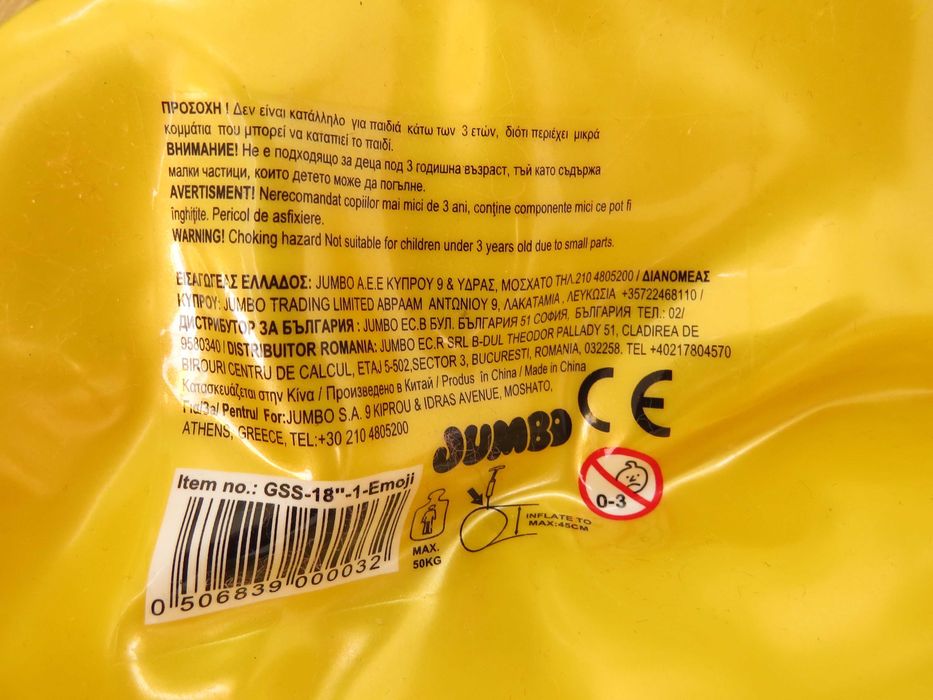 ΠΡΟΣΟΧΗ ! Δεν είναι κατάλληλο για παιδιά κάτω των 3 ετών, διότι περιέχει μικρά
κομμάτια που μπορεί να καταπιεί το παιδί.
ВНИМАНИЕ! Не е подходящо за деца под 3 годишна възраст, тъй като съдържа
малки частици, които детето може да погълне.
AVERTISMENT! Nerecomandat copiilor mai mici de 3 ani, conține componente mici ce pot fi
înghițite. Pericol de asfixiere.
WARNING! Choking hazard Not suitable for children under 3 years old due to small parts.
ΕΙΣΑΓΩΓΕΑΣ ΕΛΛΑΔΟΣ: JUMBO A.E.E ΚΥΠΡΟΥ 9 & ΥΔΡΑΣ, ΜΟΣΧΑΤΟ ΤΗΛ.210 4805200 / ΔΙΑΝΟΜΕΑΣ
ΚΥΠΡΟΥ: JUMBO TRADING LIMITED ΑΒΡΑΑΜ ΑΝΤΩΝΙΟΥ 9, ΛΑΚΑΤΑΜΙΑ , ΛΕΥΚΩΣΙΑ +35722468110 /
ДИСТРИБУТОР ЗА БЪЛГАРИЯ : JUMBO EC.B БУЛ. БЪЛГАРИЯ 51 СОФИЯ, БЪЛГАРИЯ ТЕЛ.: 02/
9580340 / DISTRIBUITOR ROMANIA: JUMBO EC.R SRL B-DUL THEODOR PALLADY 51, CLADIREA DE
BIROURI CENTRU DE CALCUL, ETAJ 5-502,SECTOR 3, BUCURESTI, ROMANIA, 032258. TEL +40217804570
Κατασκευάζεται στην Κίνα / Произведено в Китай / Produs în China / Made in China
Για/За/ Pentru/ For:JUMBO S.A. 9 KIPROU & IDRAS AVENUE, MOSHATO,
ATHENS, GREECE, TEL:+30 210 4805200
JUMBO CE
Item no.: GSS-18"-1-Emoji
0 506839 000032
MAX.
50KG
INFLATE TO
MAX:45CM
0-3